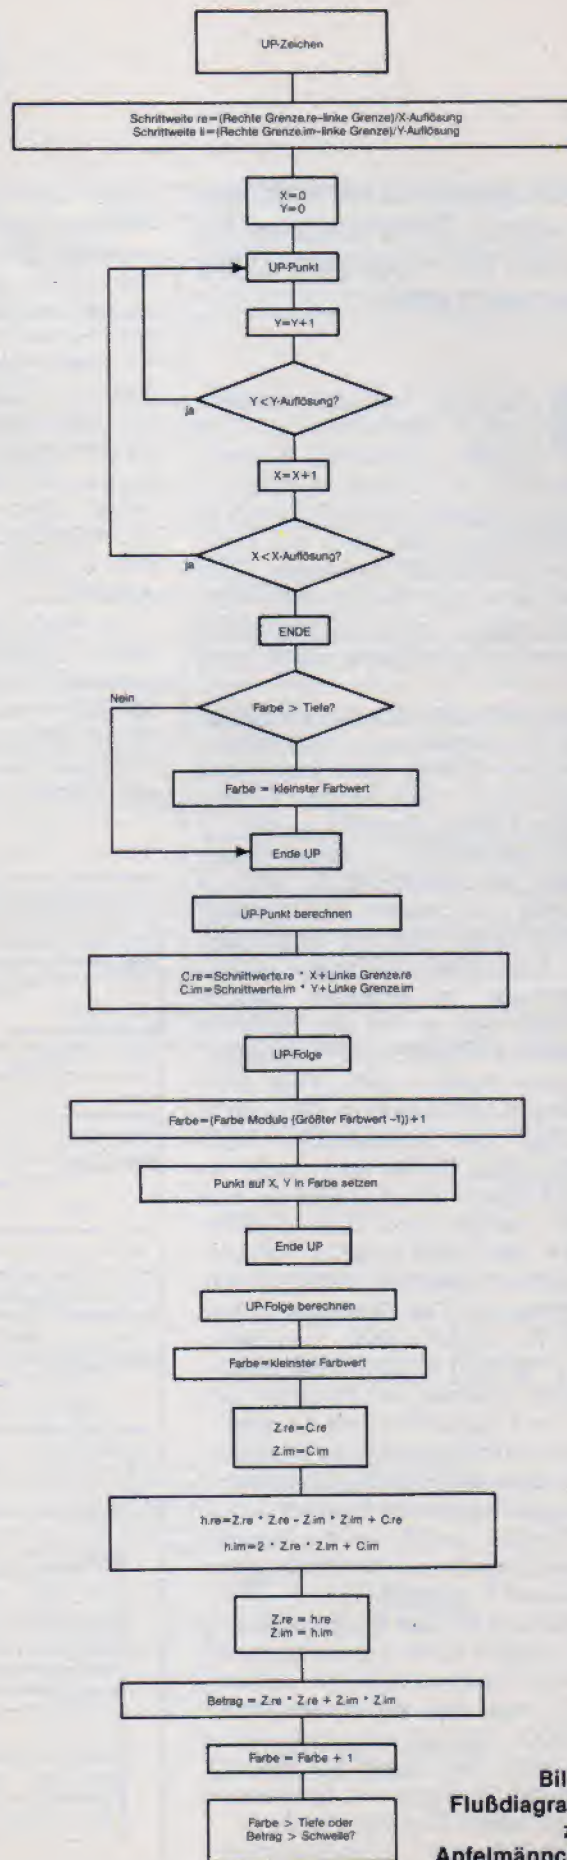 UP-Zeichen
Schrittweite re=(Rechte Grenze.re-linke Grenze)/X-Auflösung
Schrittweite li=(Rechte Grenze.im-linke Grenze)/Y-Auflösung
X=0
Y=0
UP-Punkt
Y=Y+1
Y<Y-Auflösung?
ja
X=X+1
X<X-Auflösung?
ja
ENDE
Nein
Farbe > Tiefe?
Farbe = kleinster Farbwert
Ende UP
UP-Punkt berechnen
C.re=Schnittwerte.re * X+Linke Grenze.re
C.im=Schnittwerte.im * Y+Linke Grenze.im
UP-Folge
Farbe=(Farbe Modulo (Größter Farbwert -1))+1
Punkt auf X, Y in Farbe setzen
Ende UP
UP-Folge berechnen
Farbe=kleinster Farbwert
Z.re=C.re
Z.im=C.im
h.re=Z.re * Z.re - Z.im * Z.im + C.re
h.im=2 * Z.re * Z.im + C.im
Z.re = h.re
Z.im = h.im
Betrag = Z.re * Z.re + Z.im * Z.im
Farbe = Farbe + 1
Farbe > Tiefe oder
Betrag > Schwelle?
Bil
Flußdiagra
z
Apfelmännc